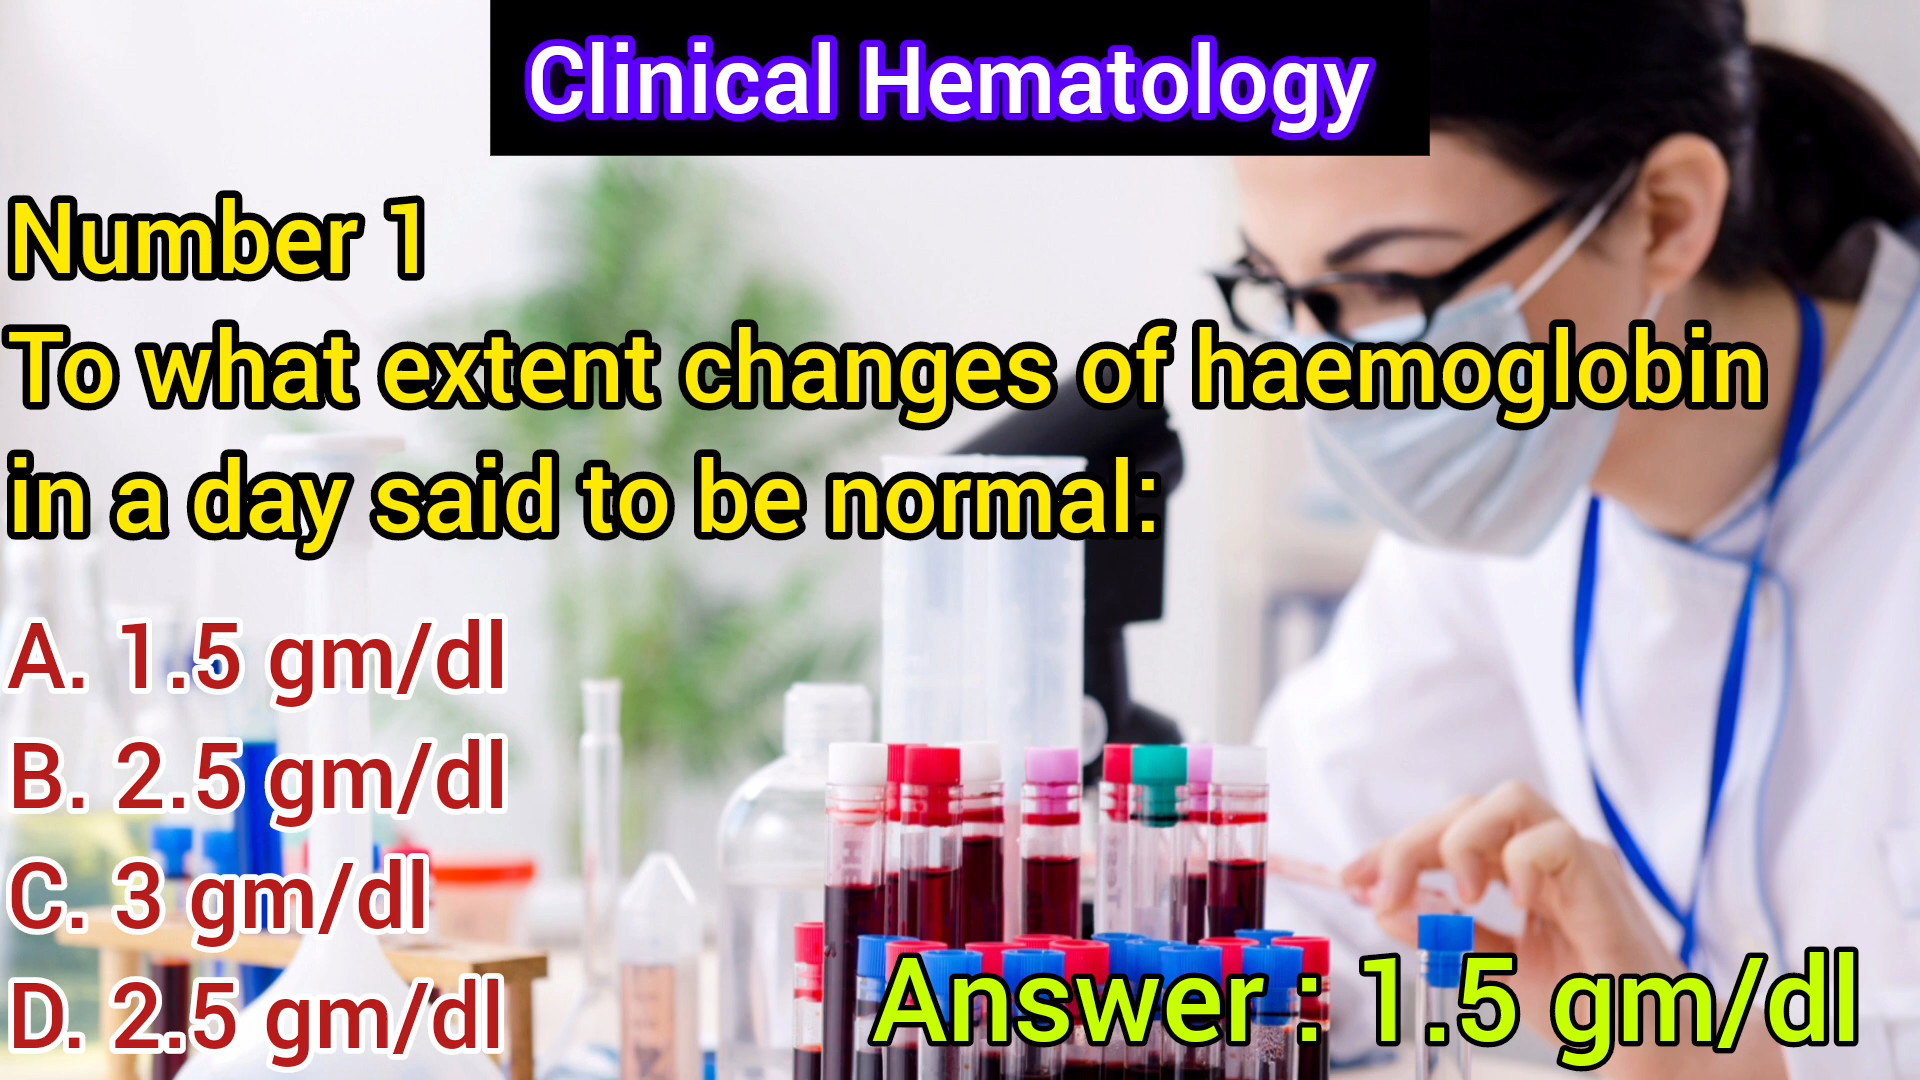 Clinical Hematology
Number 1
To what extent changes of haemoglobin
in a day said to be normal:
A. 1.5 gm/dl
B. 2.5 gm/dl
C. 3 gm/dl
D. 2.5 gm/dl
Answer : 1.5 gm/dl